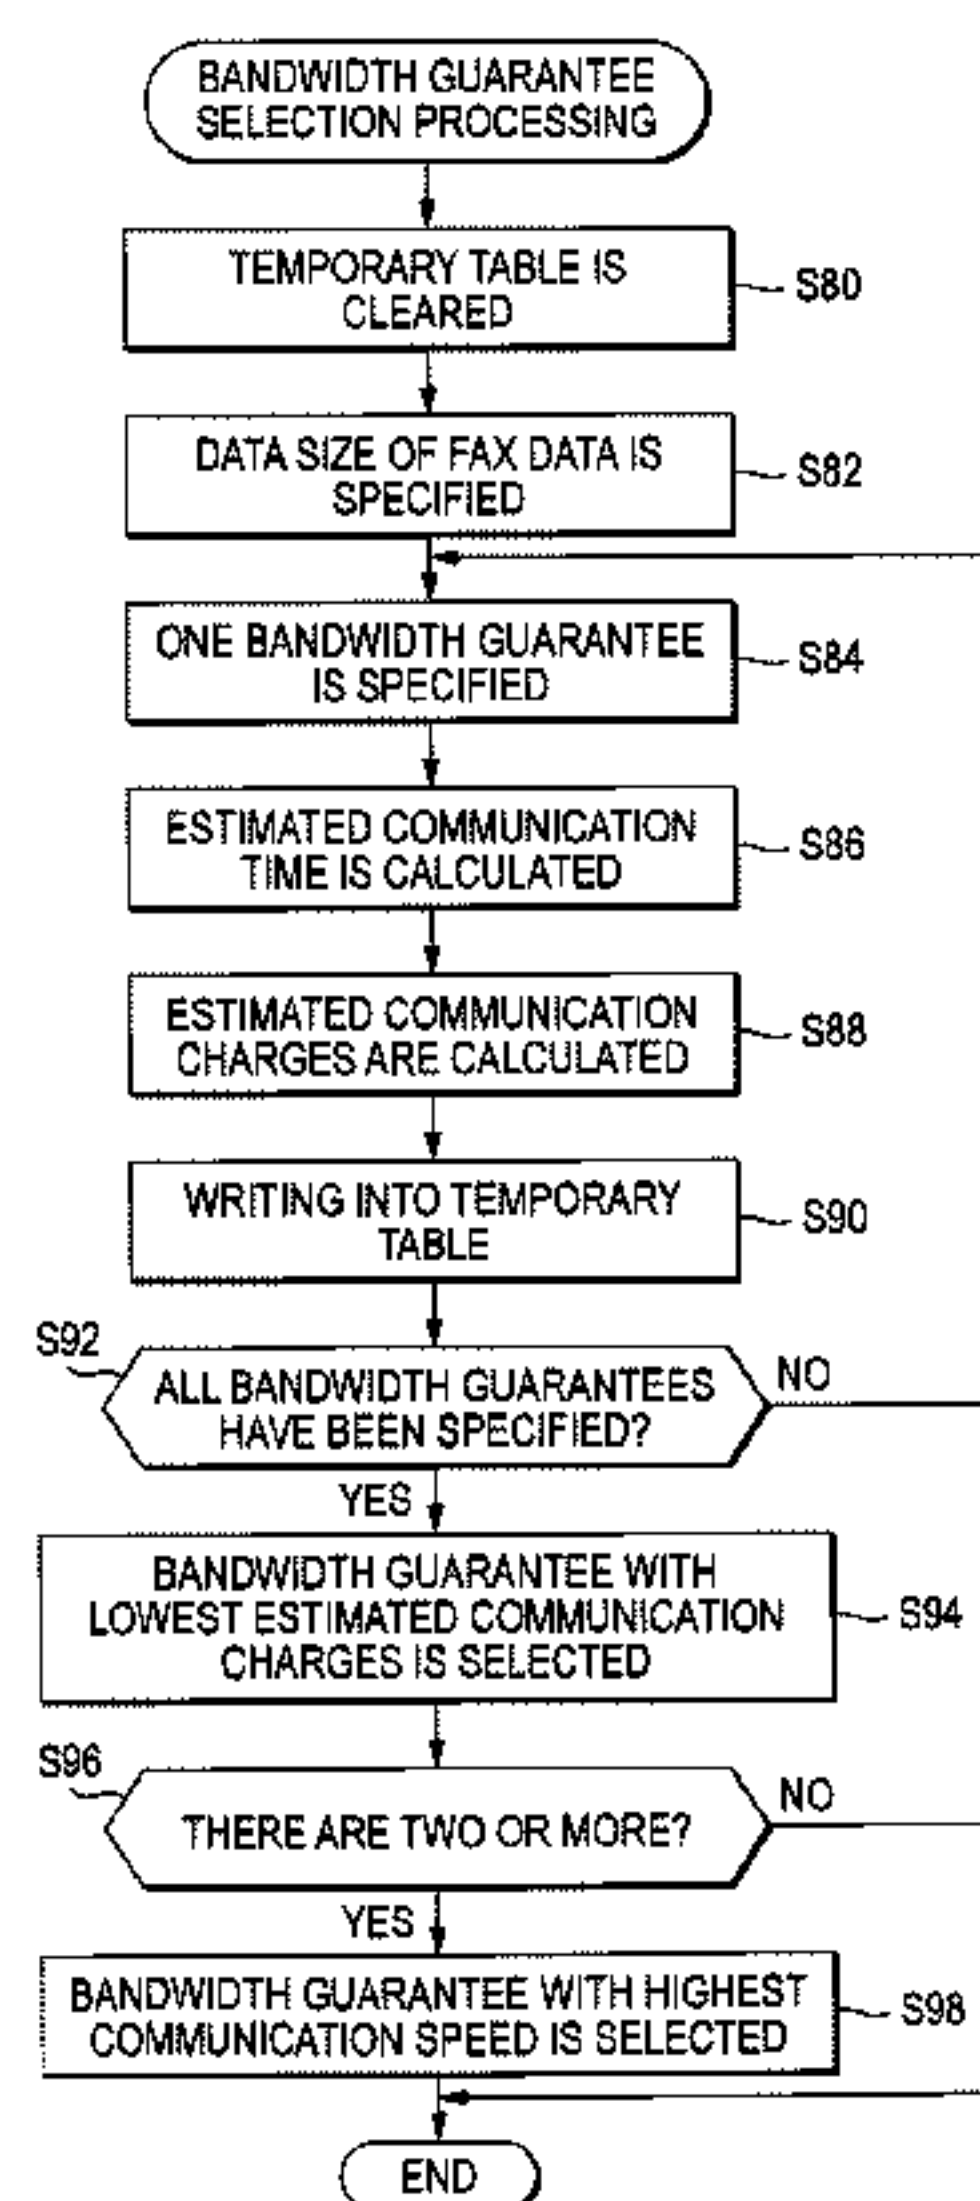 BANDWIDTH GUARANTEE
SELECTION PROCESSING
TEMPORARY TABLE IS
CLEARED
S80
DATA SIZE OF FAX DATA IS
SPECIFIED
S82
ONE BANDWIDTH GUARANTEE
IS SPECIFIED
S84
ESTIMATED COMMUNICATION
TIME IS CALCULATED
S86
ESTIMATED COMMUNICATION
CHARGES ARE CALCULATED
S88
WRITING INTO TEMPORARY
TABLE
S90
S92
ALL BANDWIDTH GUARANTEES
HAVE BEEN SPECIFIED?
NO
YES
BANDWIDTH GUARANTEE WITH
LOWEST ESTIMATED COMMUNICATION
CHARGES IS SELECTED
S94
S96
THERE ARE TWO OR MORE?
NO
YES
BANDWIDTH GUARANTEE WITH HIGHEST
COMMUNICATION SPEED IS SELECTED
S98
END